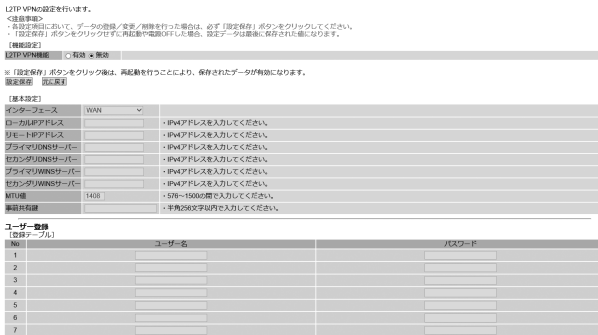 L2TP VPNの設定を行います。
<注意事項>
・各設定項目において、データの登録／変更／削除を行った場合は、必ず「設定保存」ボタンをクリックしてください。
・「設定保存」ボタンをクリックせずに再起動や電源OFFした場合、設定データは最後に保存された値になります。
[機能設定]
L2TP VPN機能 有効 無効
※「設定保存」ボタンをクリック後は、再起動を行うことにより、保存されたデータが有効になります。
設定保存 元に戻す
[基本設定]
インターフェース WAN
ローカルIPアドレス ・IPv4アドレスを入力してください。
リモートIPアドレス ・IPv4アドレスを入力してください。
プライマリDNSサーバー ・IPv4アドレスを入力してください。
セカンダリDNSサーバー ・IPv4アドレスを入力してください。
プライマリWINSサーバー ・IPv4アドレスを入力してください。
セカンダリWINSサーバー ・IPv4アドレスを入力してください。
MTU値 1406 ・576～1500の間で入力してください。
事前共有鍵 ・半角256文字以内で入力してください。
ユーザー登録
[登録テーブル]
No ユーザー名 パスワード
1
2
3
4
5
6
7